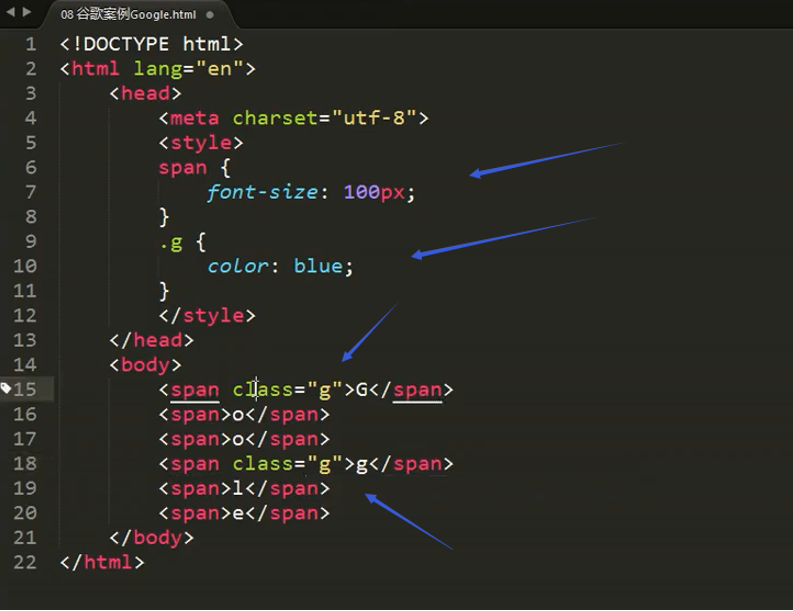 08 谷歌案例Google.html
1 <!DOCTYPE html>
2 <html lang="en">
3 <head>
4 <meta charset="utf-8">
5 <style>
6 span {
7 font-size: 100px;
8 }
9 .g {
10 color: blue;
11 }
12 </style>
13 </head>
14 <body>
15 <span class="g">G</span>
16 <span>o</span>
17 <span>o</span>
18 <span class="g">g</span>
19 <span>l</span>
20 <span>e</span>
21 </body>
22 </html>